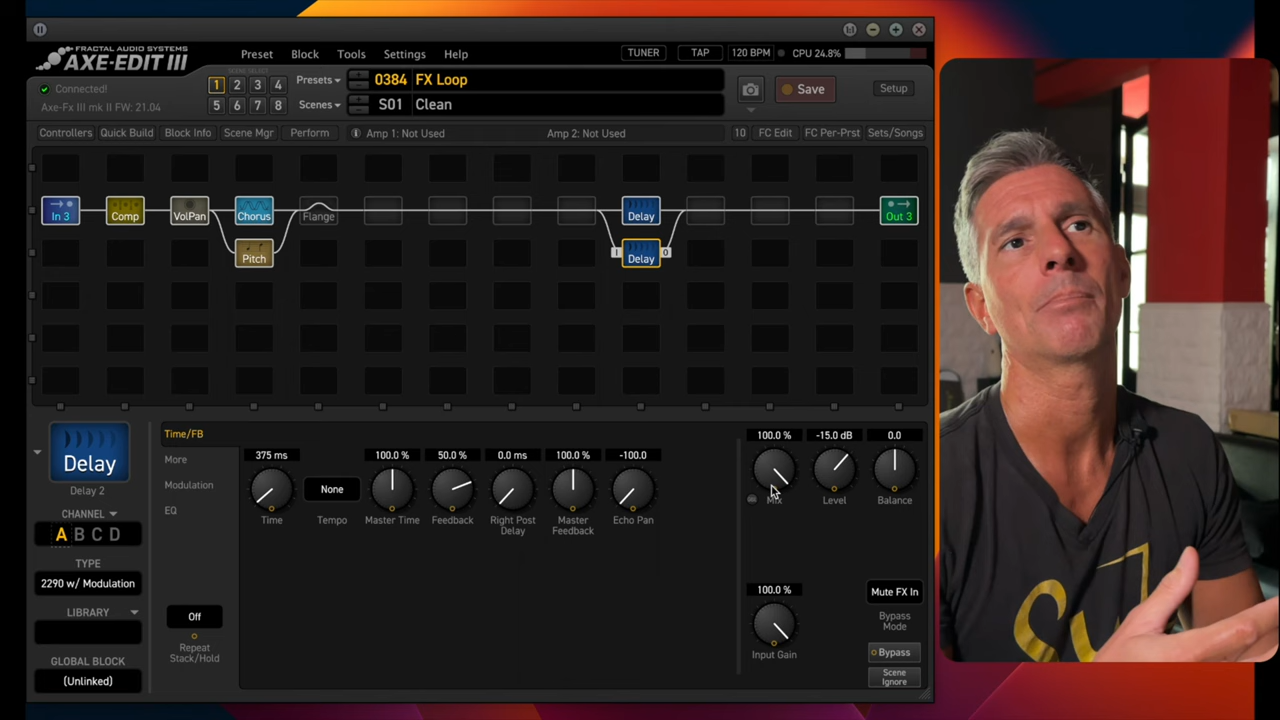 FRACTAL AUDIO SYSTEMS
AXE-EDIT III
Preset Block Tools Settings Help
TUNER TAP 120 BPM CPU 24.8%
Connected!
Axe-Fx III mk II FW: 21.04
SCENE SELECT
1 2 3 4
5 6 7 8
Presets 0384 FX Loop
Scenes S01 Clean
Save
Setup
Controllers Quick Build Block Info Scene Mgr Perform Amp 1: Not Used Amp 2: Not Used 10 FC Edit FC Per-Prst Sets/Songs
In 3 Comp VolPan Chorus Flange Delay Out 3
Pitch I Delay O
Delay
Delay 2
CHANNEL
A B C D
TYPE
2290 w/ Modulation
LIBRARY
GLOBAL BLOCK
(Unlinked)
Time/FB
More
Modulation
EQ
Off
Repeat
Stack/Hold
375 ms 100.0 % 50.0 % 0.0 ms 100.0 % -100.0
None
Time Tempo Master Time Feedback Right Post
Delay Master
Feedback Echo Pan
100.0 % -15.0 dB 0.0
Mix Level Balance
100.0 %
Input Gain
Mute FX In
Bypass
Mode
Bypass
Scene
Ignore